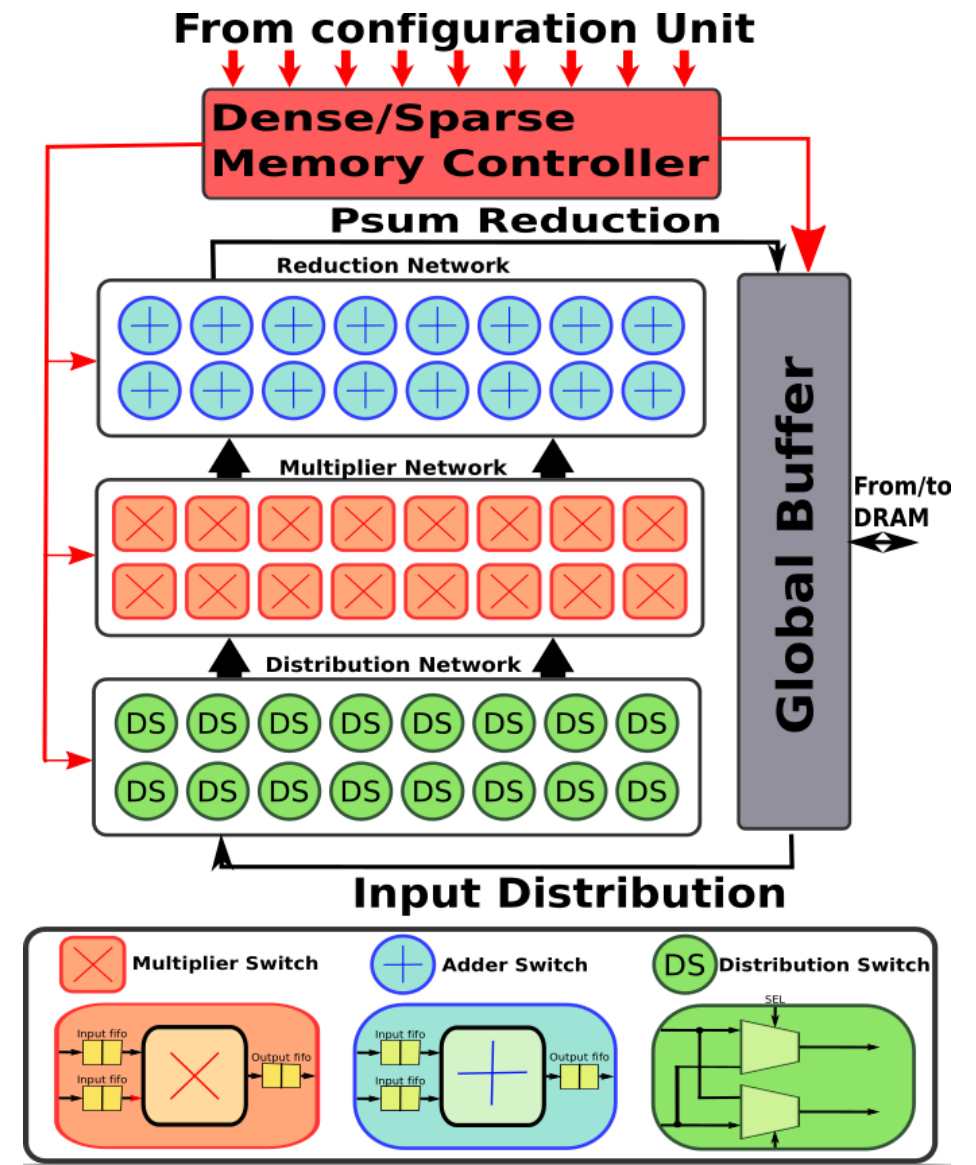 From configuration Unit
Dense/Sparse
Memory Controller
Psum Reduction
Reduction Network
Multiplier Network
Distribution Network
DS DS DS DS DS DS DS DS
DS DS DS DS DS DS DS DS
Global Buffer
From/to
DRAM
Input Distribution
Multiplier Switch
Adder Switch
DS Distribution Switch
Input fifo
Input fifo
Output fifo
Input fifo
Input fifo
Output fifo
SEL